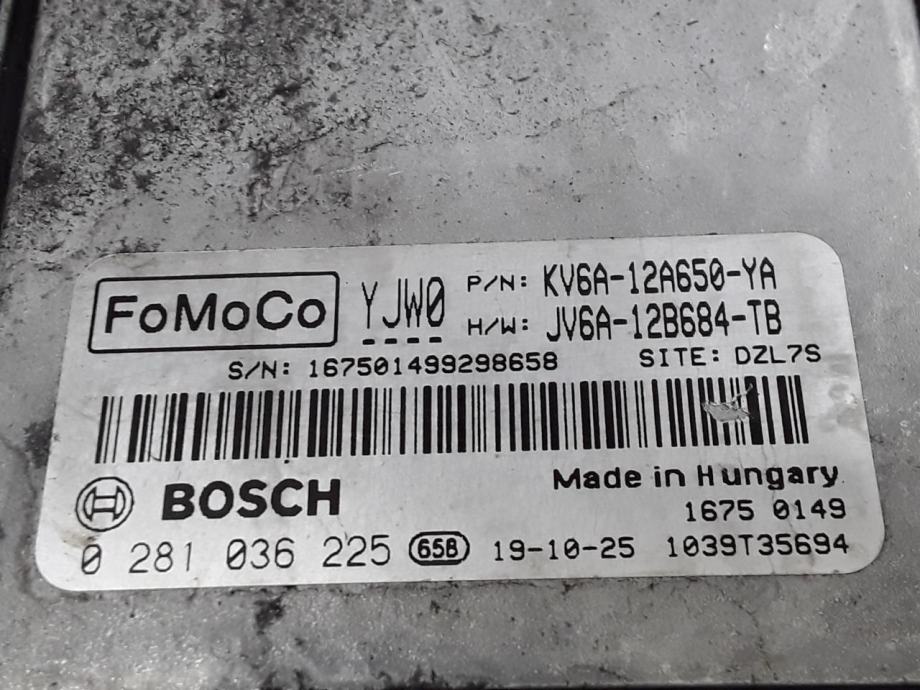 FoMoCo YJW0 P/N: KV6A-12A650-YA
H/W: JV6A-12B684-TB
S/N: 167501499298658 SITE: DZL7S
BOSCH Made in Hungary
1675 0149
0 281 036 225 65B 19-10-25 1039T35694